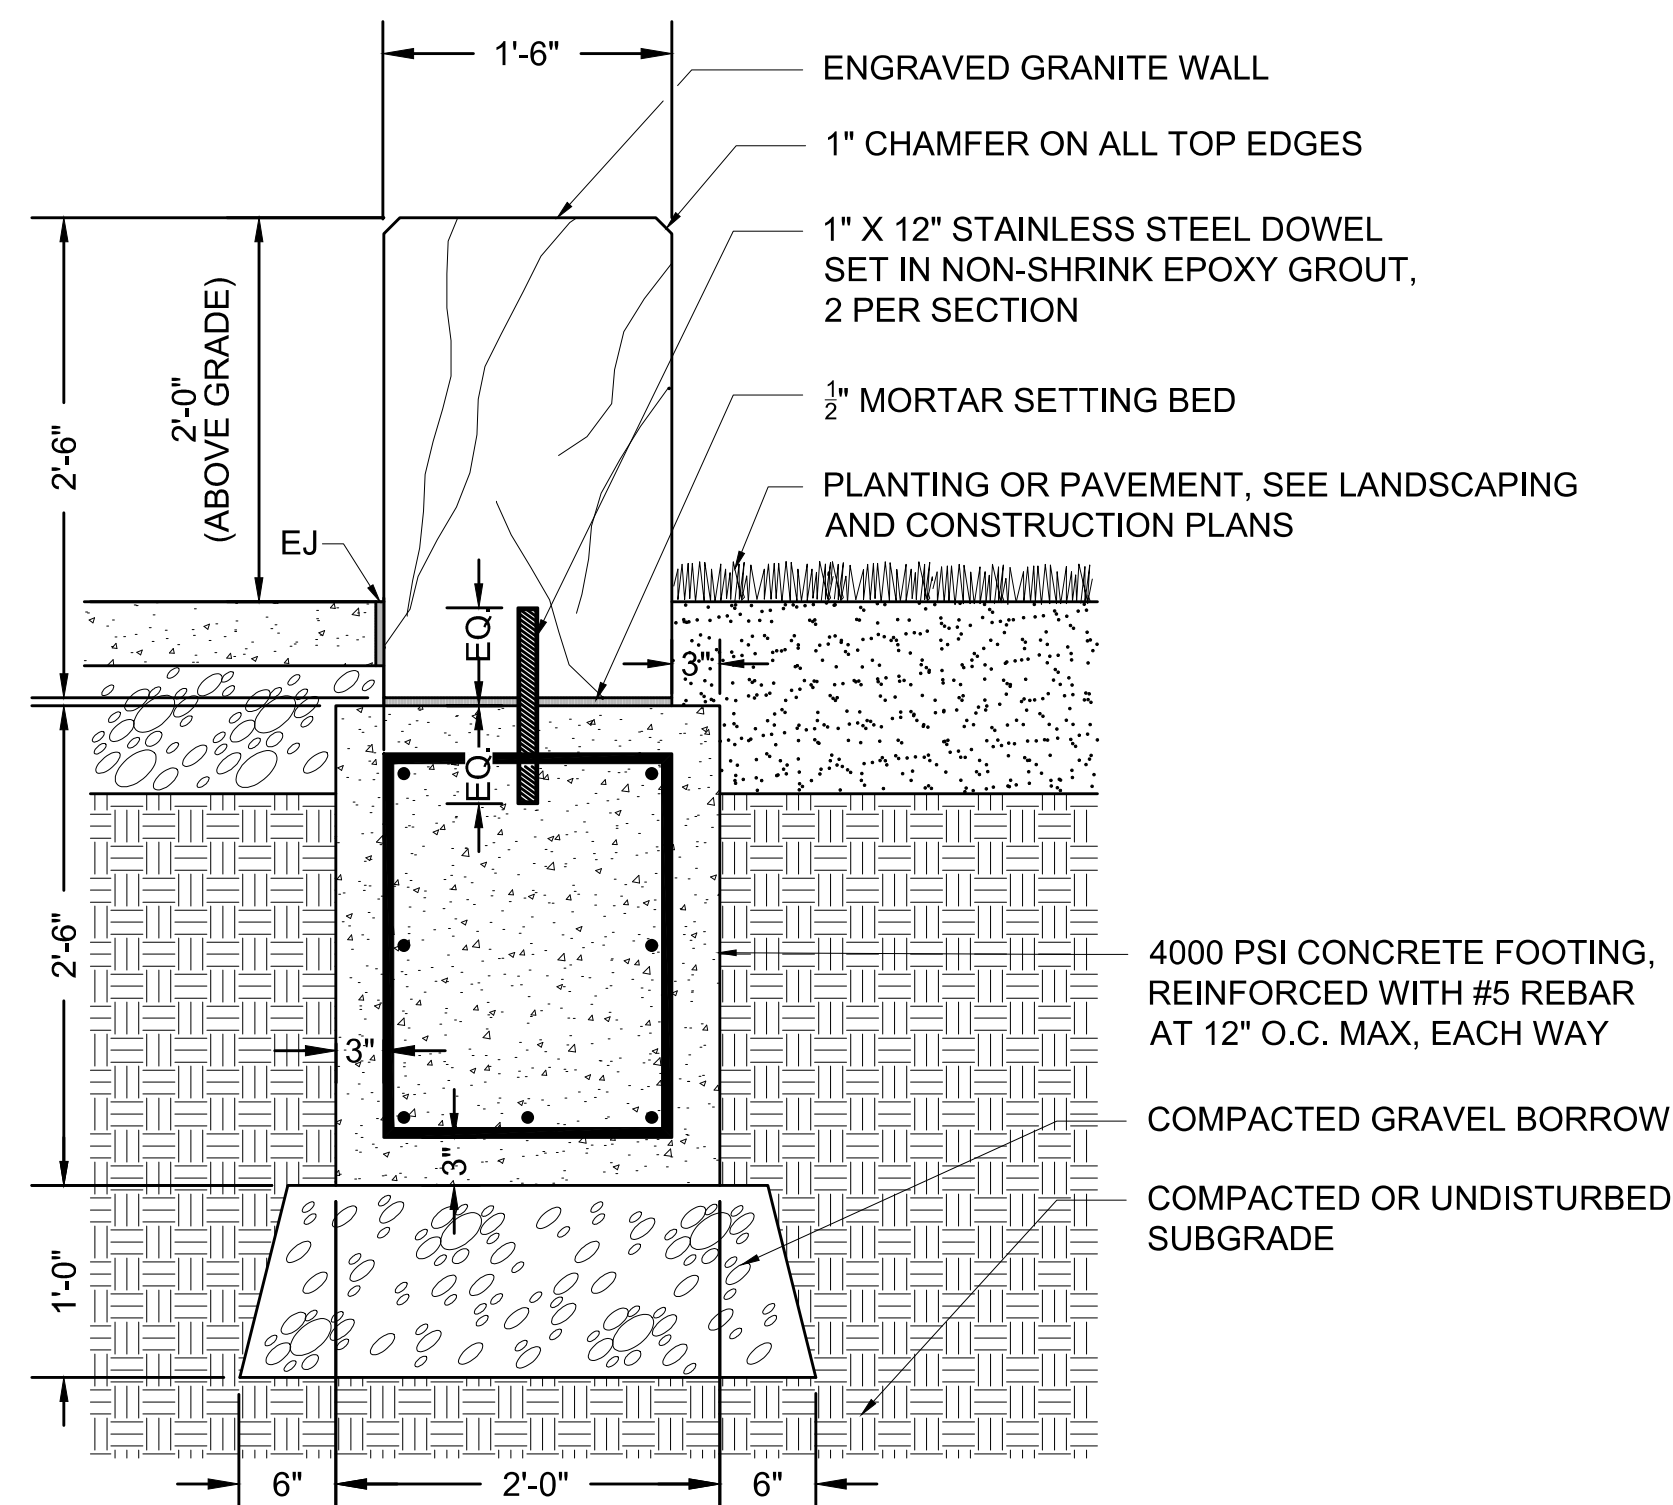 1'-6"
ENGRAVED GRANITE WALL
1" CHAMFER ON ALL TOP EDGES
1" X 12" STAINLESS STEEL DOWEL
SET IN NON-SHRINK EPOXY GROUT,
2 PER SECTION
½" MORTAR SETTING BED
PLANTING OR PAVEMENT, SEE LANDSCAPING
AND CONSTRUCTION PLANS
2'-6"
2'-0"
(ABOVE GRADE)
EJ
EQ.
3"
EQ.
2'-6"
4000 PSI CONCRETE FOOTING,
REINFORCED WITH #5 REBAR
AT 12" O.C. MAX, EACH WAY
3"
3"
COMPACTED GRAVEL BORROW
COMPACTED OR UNDISTURBED
SUBGRADE
1'-0"
6"
2'-0"
6"